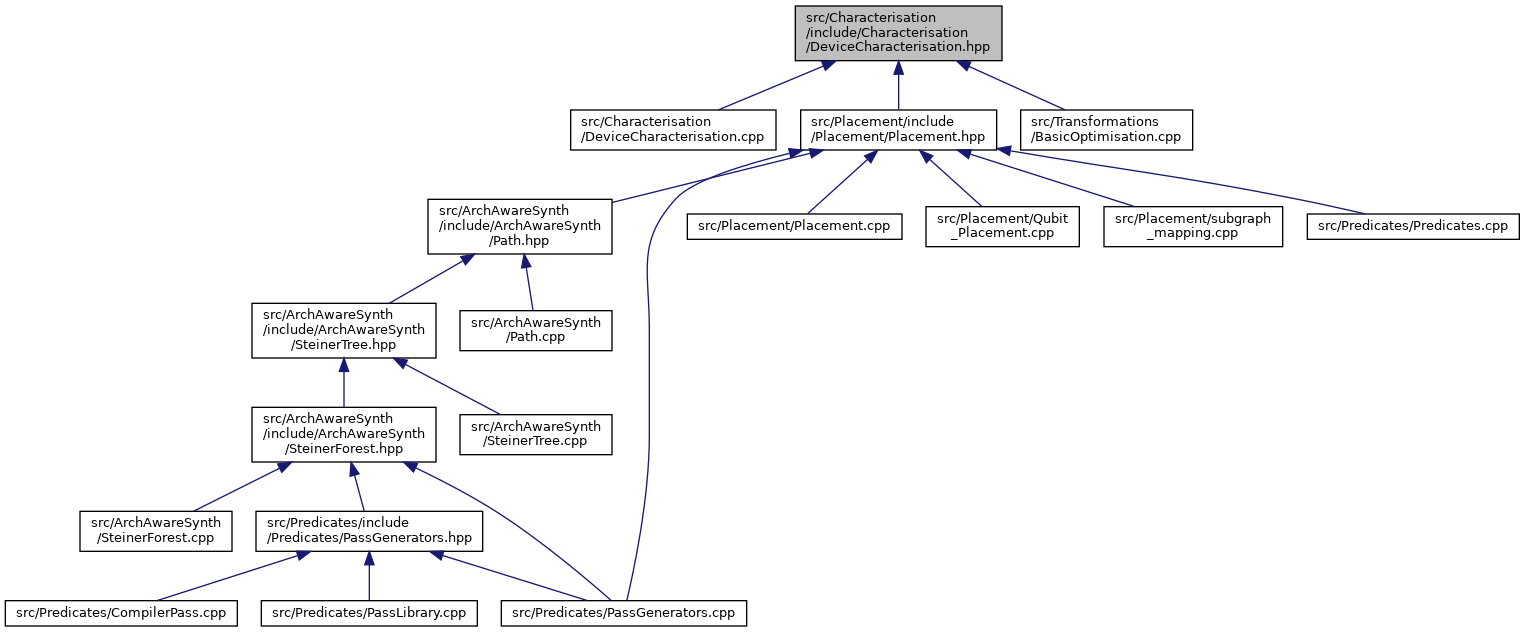 src/Characterisation
/include/Characterisation
/DeviceCharacterisation.hpp
src/Characterisation
/DeviceCharacterisation.cpp
src/Placement/include
/Placement/Placement.hpp
src/Transformations
/BasicOptimisation.cpp
src/ArchAwareSynth
/include/ArchAwareSynth
/Path.hpp
src/Placement/Placement.cpp
src/Placement/Qubit
_Placement.cpp
src/Placement/subgraph
_mapping.cpp
src/Predicates/Predicates.cpp
src/ArchAwareSynth
/include/ArchAwareSynth
/SteinerTree.hpp
src/ArchAwareSynth
/Path.cpp
src/ArchAwareSynth
/include/ArchAwareSynth
/SteinerForest.hpp
src/ArchAwareSynth
/SteinerTree.cpp
src/ArchAwareSynth
/SteinerForest.cpp
src/Predicates/include
/Predicates/PassGenerators.hpp
src/Predicates/CompilerPass.cpp
src/Predicates/PassLibrary.cpp
src/Predicates/PassGenerators.cpp